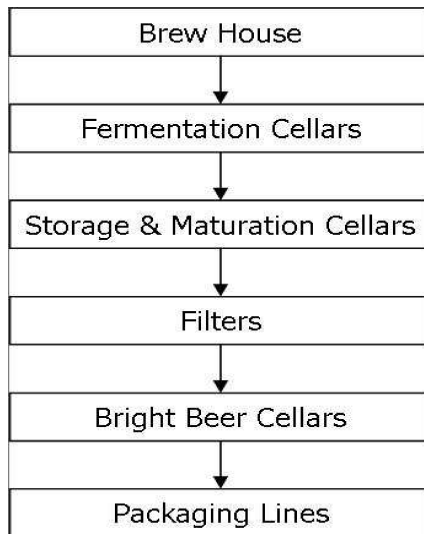 Brew House
Fermentation Cellars
Storage & Maturation Cellars
Filters
Bright Beer Cellars
Packaging Lines